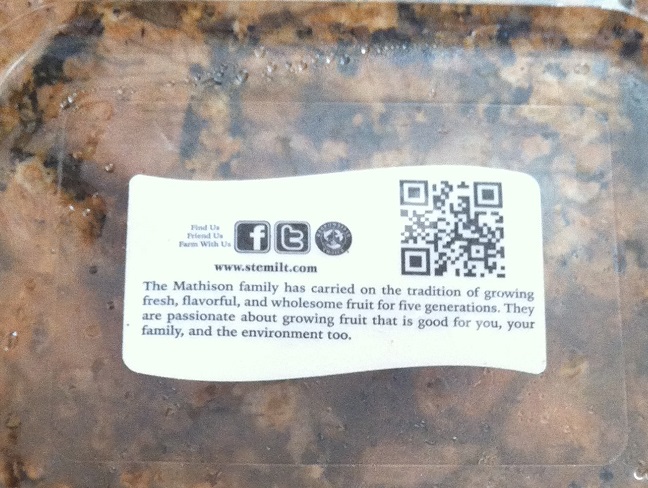 Find Us
Friend Us
Farm With Us
www.stemilt.com
The Mathison family has carried on the tradition of growing
fresh, flavorful, and wholesome fruit for five generations. They
are passionate about growing fruit that is good for you, your
family, and the environment too.